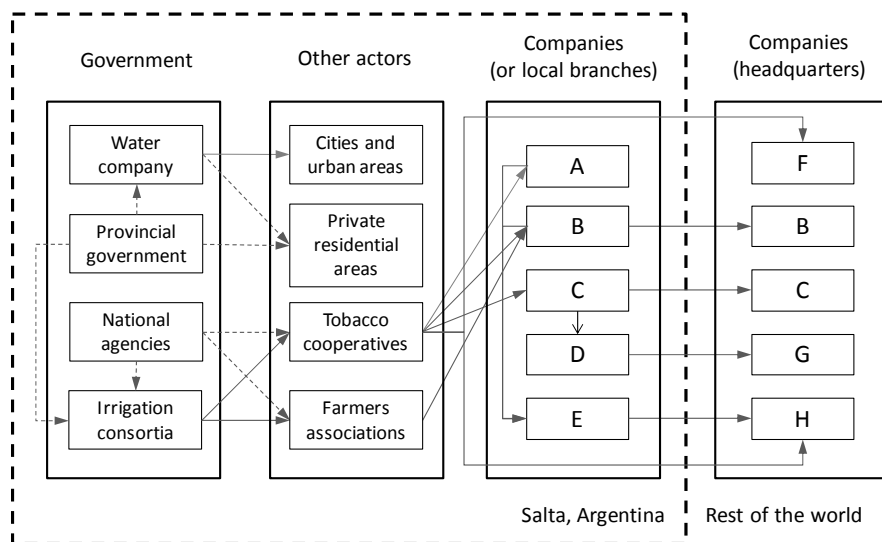 Government
Other actors
Companies
(or local branches)
Companies
(headquarters)
Water
company
Provincial
government
National
agencies
Irrigation
consortia
Cities and
urban areas
Private
residential
areas
Tobacco
cooperatives
Farmers
associations
A
B
C
D
E
F
B
C
G
H
Salta, Argentina
Rest of the world